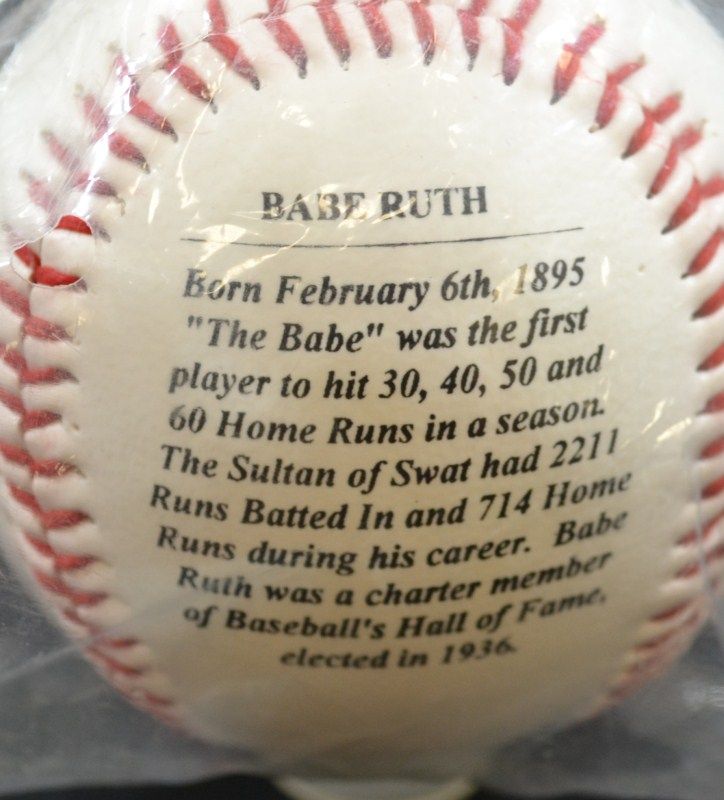 BABE RUTH
Born February 6th, 1895
"The Babe" was the first
player to hit 30, 40, 50 and
60 Home Runs in a season.
The Sultan of Swat had 2211
Runs Batted In and 714 Home
Runs during his career. Babe
Ruth was a charter member
of Baseball's Hall of Fame,
elected in 1936.